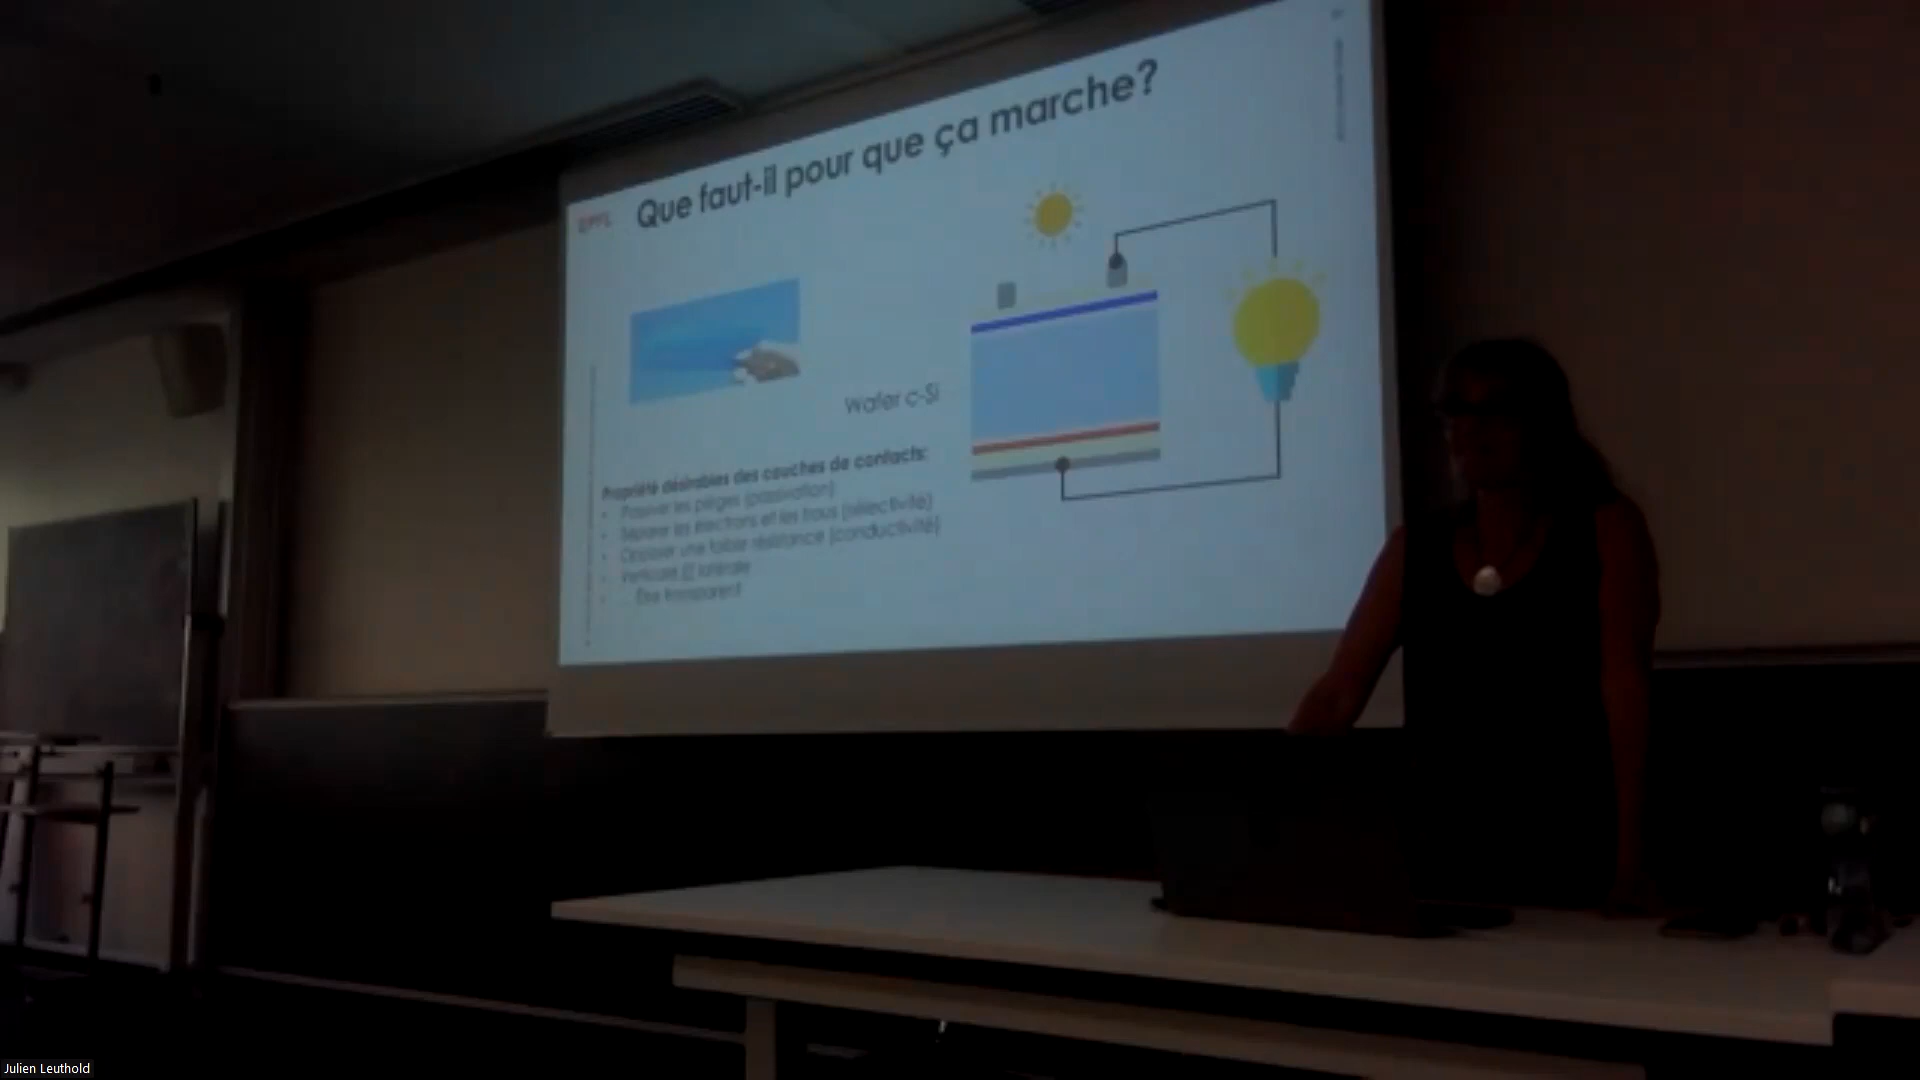 EPFL
Que faut-il pour que ça marche?
Wafer c-Si
Propriété désirables des couches de contacts:
• Passiver les pièges (passivation)
• Séparer les électrons et les trous (sélectivité)
• Opposer une faible résistance (conductivité)
• Verticale ET latérale
• Etre transparent
Julien Leuthold